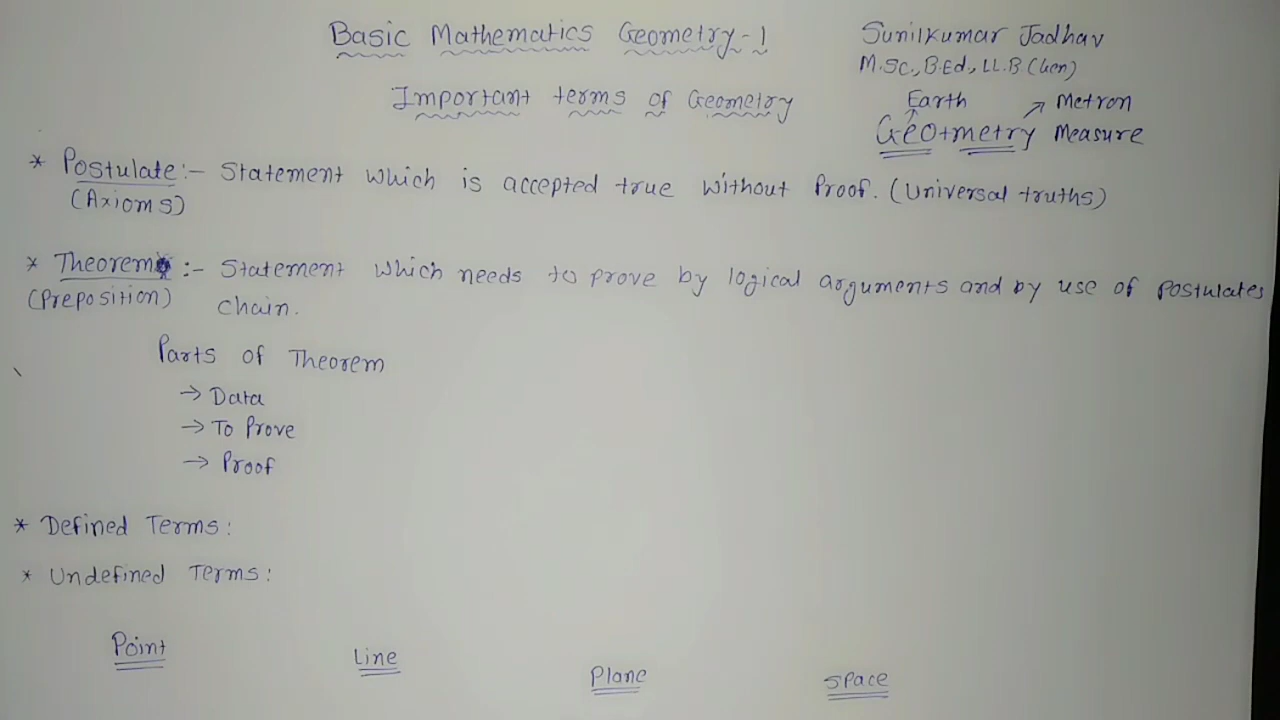 Basic Mathematics Geometry-1
Sunilkumar Jadhav
M.Sc., B.Ed., LL.B
Important terms of Geometry
Earth → Metron
Geo+metry Measure
* Postulate:- Statement which is accepted true without Proof. (Universal truths)
(Axioms)
* Theorem :- Statement which needs to prove by logical arguments and by use of postulates
(Preposition) chain.
Parts of Theorem
→ Data
→ To Prove
→ Proof
* Defined Terms:
* Undefined Terms:
Point Line Plane Space